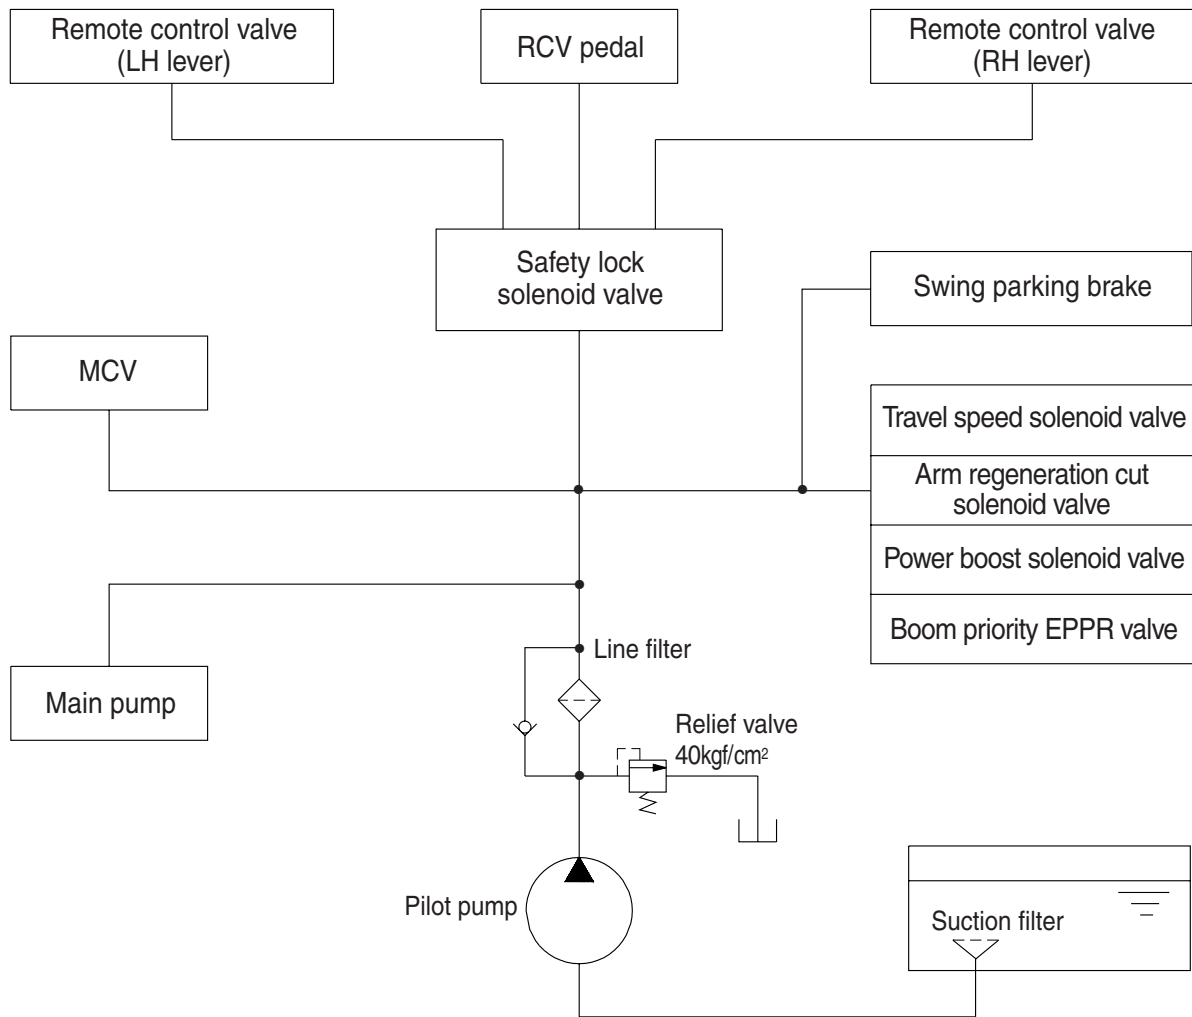 Remote control valve
(LH lever)
RCV pedal
Remote control valve
(RH lever)
Safety lock
solenoid valve
Swing parking brake
MCV
Travel speed solenoid valve
Arm regeneration cut
solenoid valve
Power boost solenoid valve
Boom priority EPPR valve
Line filter
Main pump
Relief valve
40kgf/cm²
Pilot pump
Suction filter